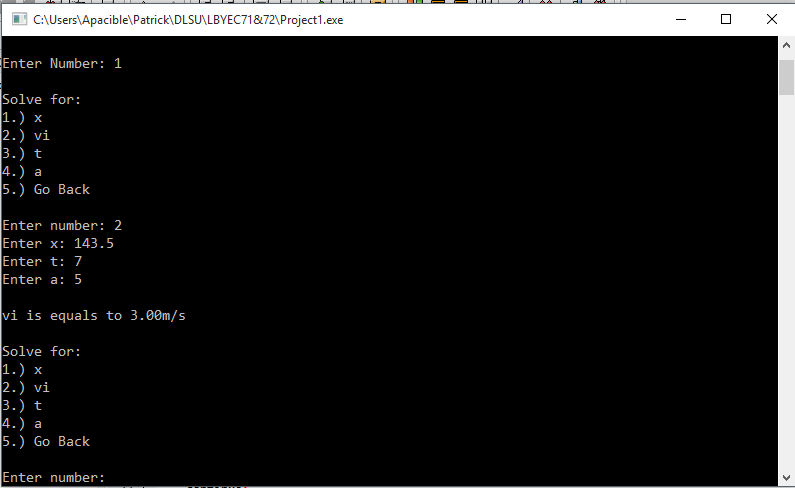 C:\Users\Apacible\Patrick\DLSU\LBYEC71&72\Project1.exe
Enter Number: 1
Solve for:
1.) x
2.) vi
3.) t
4.) a
5.) Go Back
Enter number: 2
Enter x: 143.5
Enter t: 7
Enter a: 5
vi is equals to 3.00m/s
Solve for:
1.) x
2.) vi
3.) t
4.) a
5.) Go Back
Enter number: